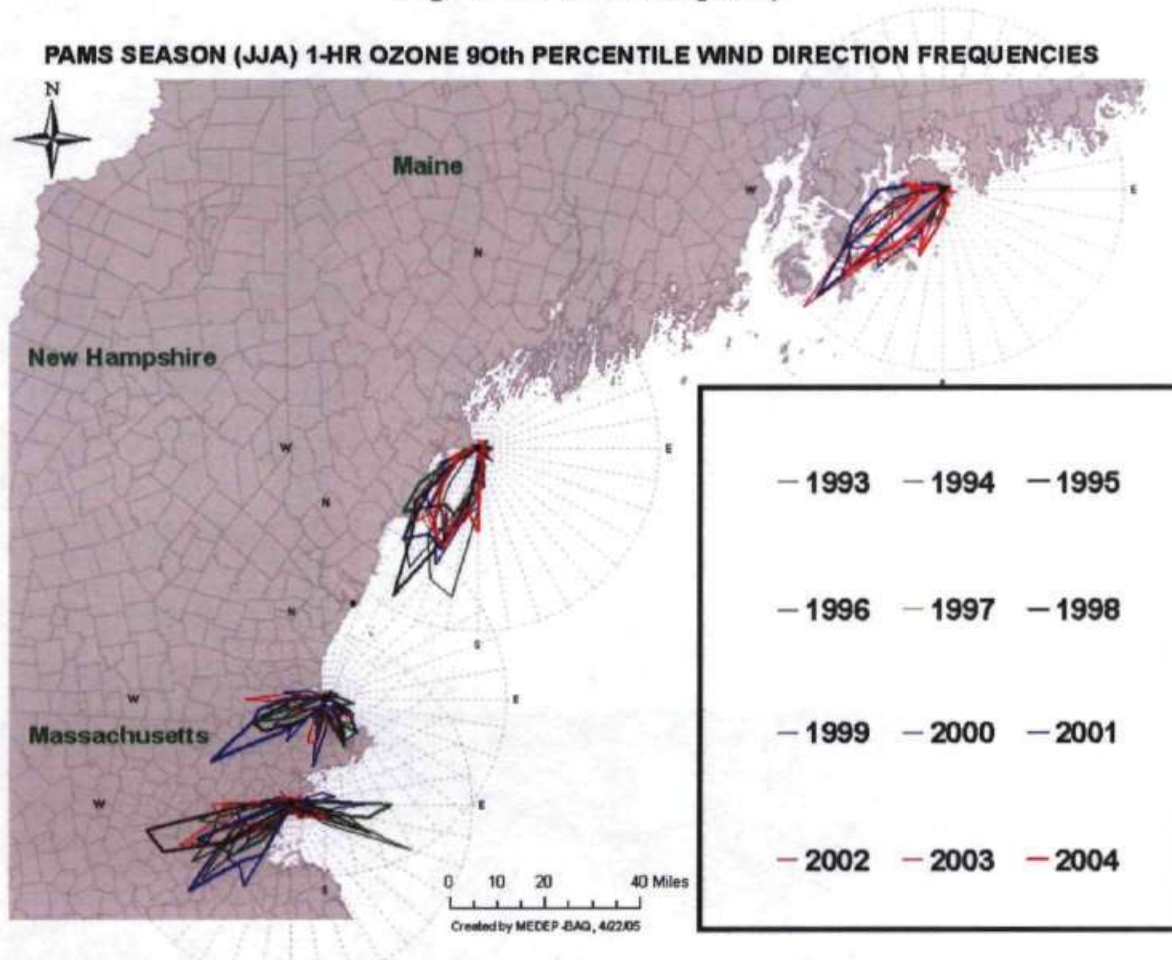 PAMS SEASON (JJA) 1-HR OZONE 90th PERCENTILE WIND DIRECTION FREQUENCIES
N
Maine
W
E
N
New Hampshire
W
E
N
1993 1994 1995
N
1996 1997 1998
S
W
E
Massachusetts
1999 2000 2001
W
E
2002 2003 2004
S
0 10 20 40 Miles
Created by MEDEP-BAQ, 4/22/05